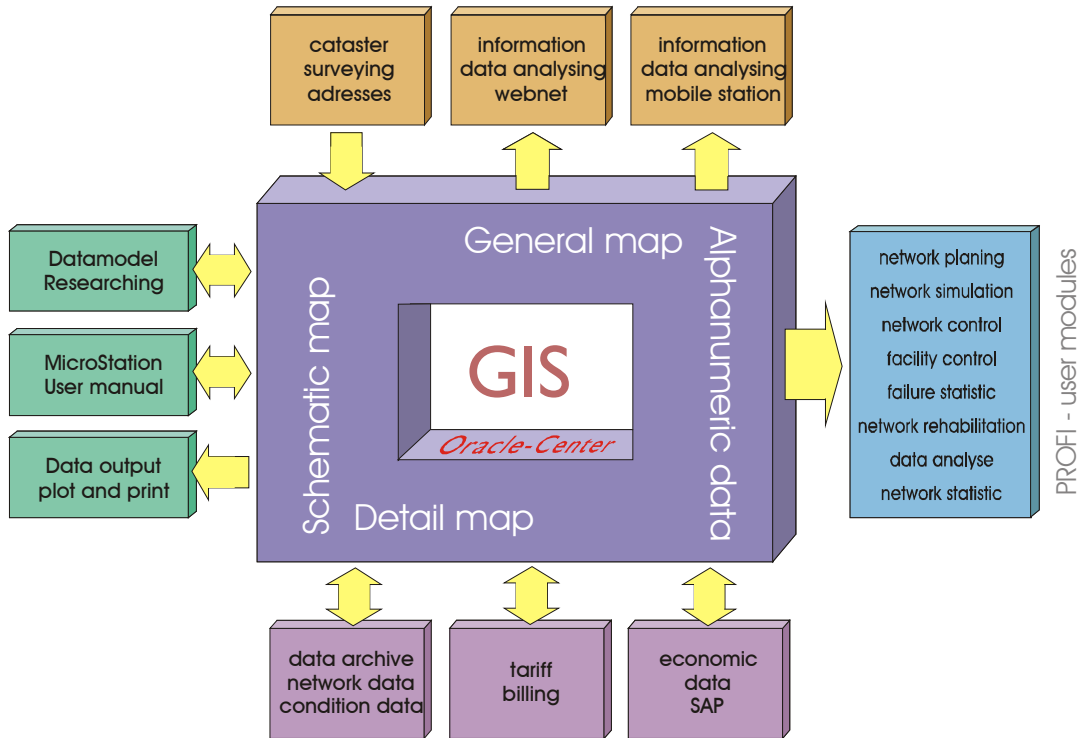 cataster
surveying
adresses
information
data analysing
webnet
information
data analysing
mobile station
Datamodel
Researching
MicroStation
User manual
Data output
plot and print
Schematic map
General map
Alphanumeric data
GIS
Oracle-Center
Detail map
network planing
network simulation
network control
facility control
failure statistic
network rehabilitation
data analyse
network statistic
PROFI - user modules
data archive
network data
condition data
tariff
billing
economic
data
SAP